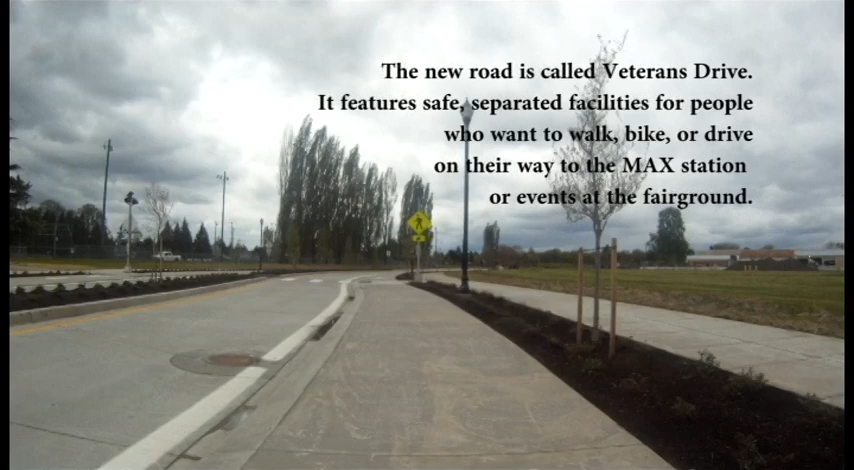 The new road is called Veterans Drive.
It features safe, separated facilities for people
who want to walk, bike, or drive
on their way to the MAX station
or events at the fairground.